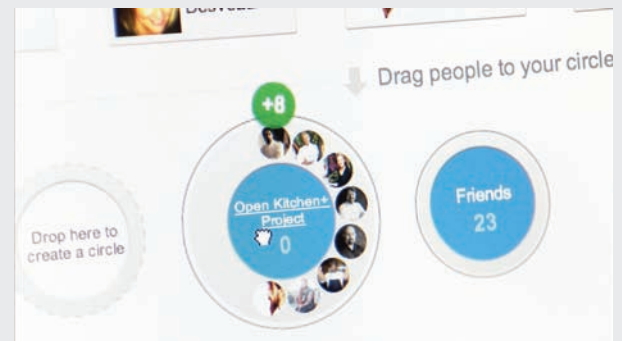 Drag people to your circle
+8
Open Kitchen+
Project
0
Friends
23
Drop here to
create a circle